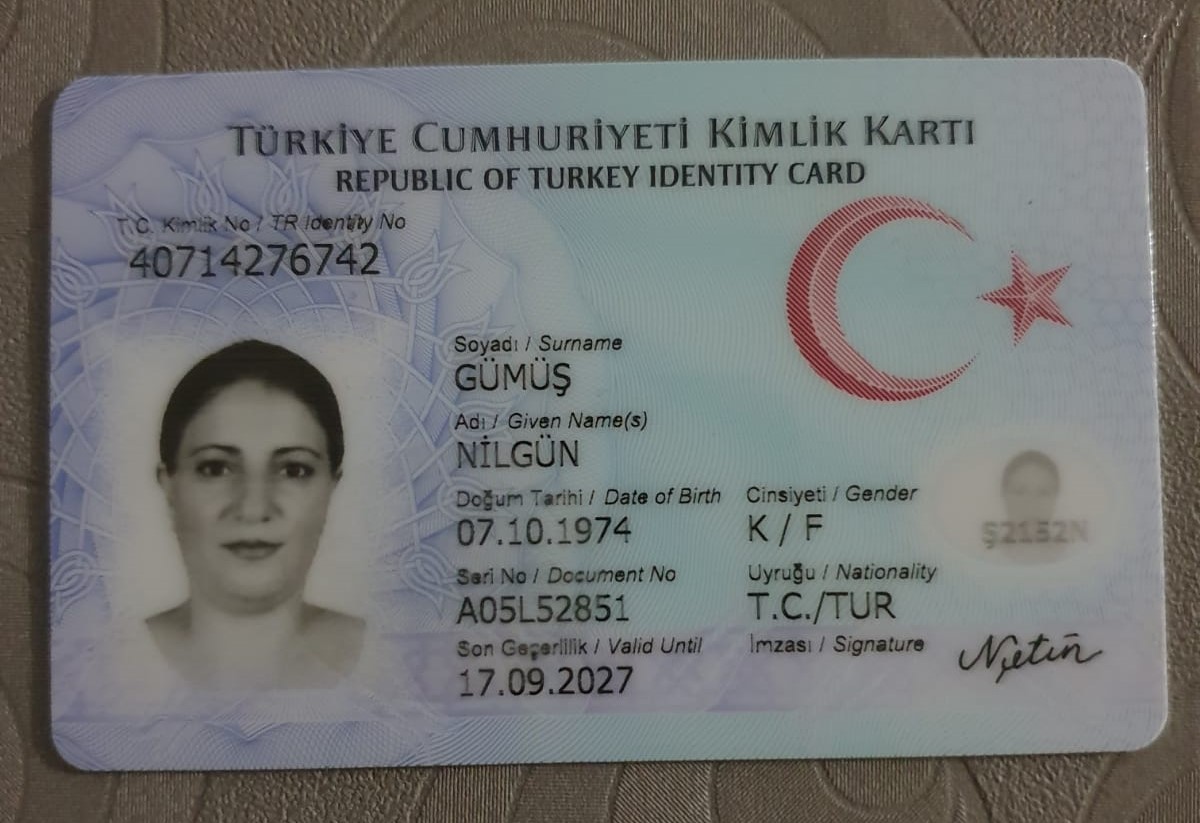 TÜRKİYE CUMHURİYETİ KİMLİK KARTI
REPUBLIC OF TURKEY IDENTITY CARD
T.C. Kimlik No / TR Identity No
40714276742
Soyadı / Surname
GÜMÜŞ
Adı / Given Name(s)
NİLGÜN
Doğum Tarihi / Date of Birth Cinsiyeti / Gender
07.10.1974 K / F
Seri No / Document No Uyruğu / Nationality
A05L52851 T.C./TUR
Son Geçerlilik / Valid Until İmzası / Signature
17.09.2027